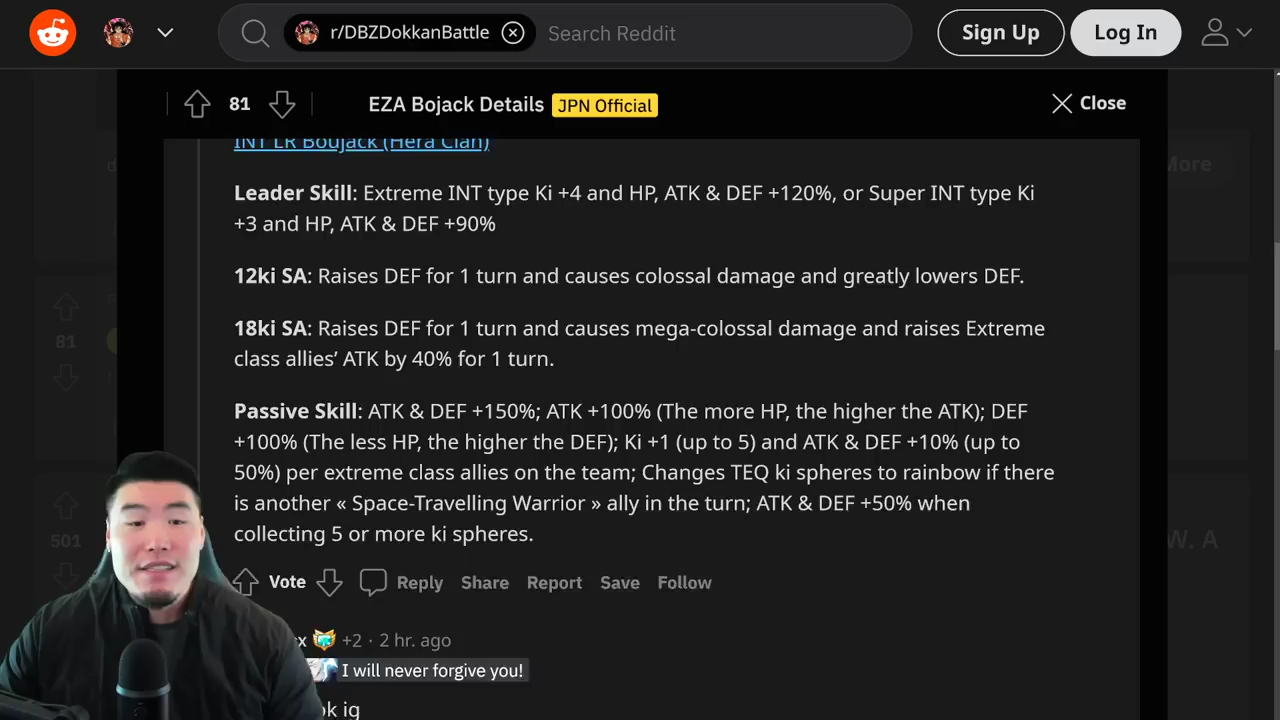 r/DBZDokkanBattle
Search Reddit
Sign Up
Log In
81
EZA Bojack Details
JPN Official
Close
INT LR Boujack (Hera Clan)
More
Leader Skill: Extreme INT type Ki +4 and HP, ATK & DEF +120%, or Super INT type Ki
+3 and HP, ATK & DEF +90%
12ki SA: Raises DEF for 1 turn and causes colossal damage and greatly lowers DEF.
18ki SA: Raises DEF for 1 turn and causes mega-colossal damage and raises Extreme
class allies’ ATK by 40% for 1 turn.
81
Passive Skill: ATK & DEF +150%; ATK +100% (The more HP, the higher the ATK); DEF
+100% (The less HP, the higher the DEF); Ki +1 (up to 5) and ATK & DEF +10% (up to
50%) per extreme class allies on the team; Changes TEQ ki spheres to rainbow if there
is another « Space-Travelling Warrior » ally in the turn; ATK & DEF +50% when
collecting 5 or more ki spheres.
501
W. A
Vote
Reply
Share
Report
Save
Follow
x
+2 · 2 hr. ago
I will never forgive you!
ok ig